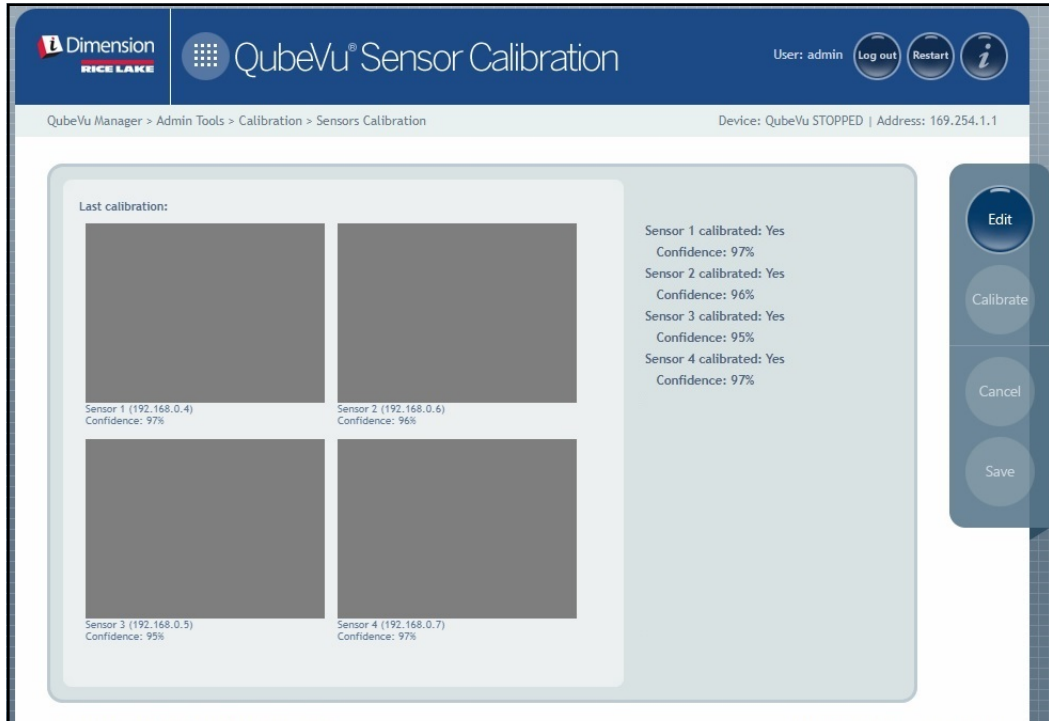 iDimension
RICE LAKE
QubeVu® Sensor Calibration
User: admin
Log out
Restart
i
QubeVu Manager > Admin Tools > Calibration > Sensors Calibration
Device: QubeVu STOPPED | Address: 169.254.1.1
Last calibration:
Sensor 1 (192.168.0.4)
Confidence: 97%
Sensor 2 (192.168.0.6)
Confidence: 96%
Sensor 3 (192.168.0.5)
Confidence: 95%
Sensor 4 (192.168.0.7)
Confidence: 97%
Sensor 1 calibrated: Yes
Confidence: 97%
Sensor 2 calibrated: Yes
Confidence: 96%
Sensor 3 calibrated: Yes
Confidence: 95%
Sensor 4 calibrated: Yes
Confidence: 97%
Edit
Calibrate
Cancel
Save